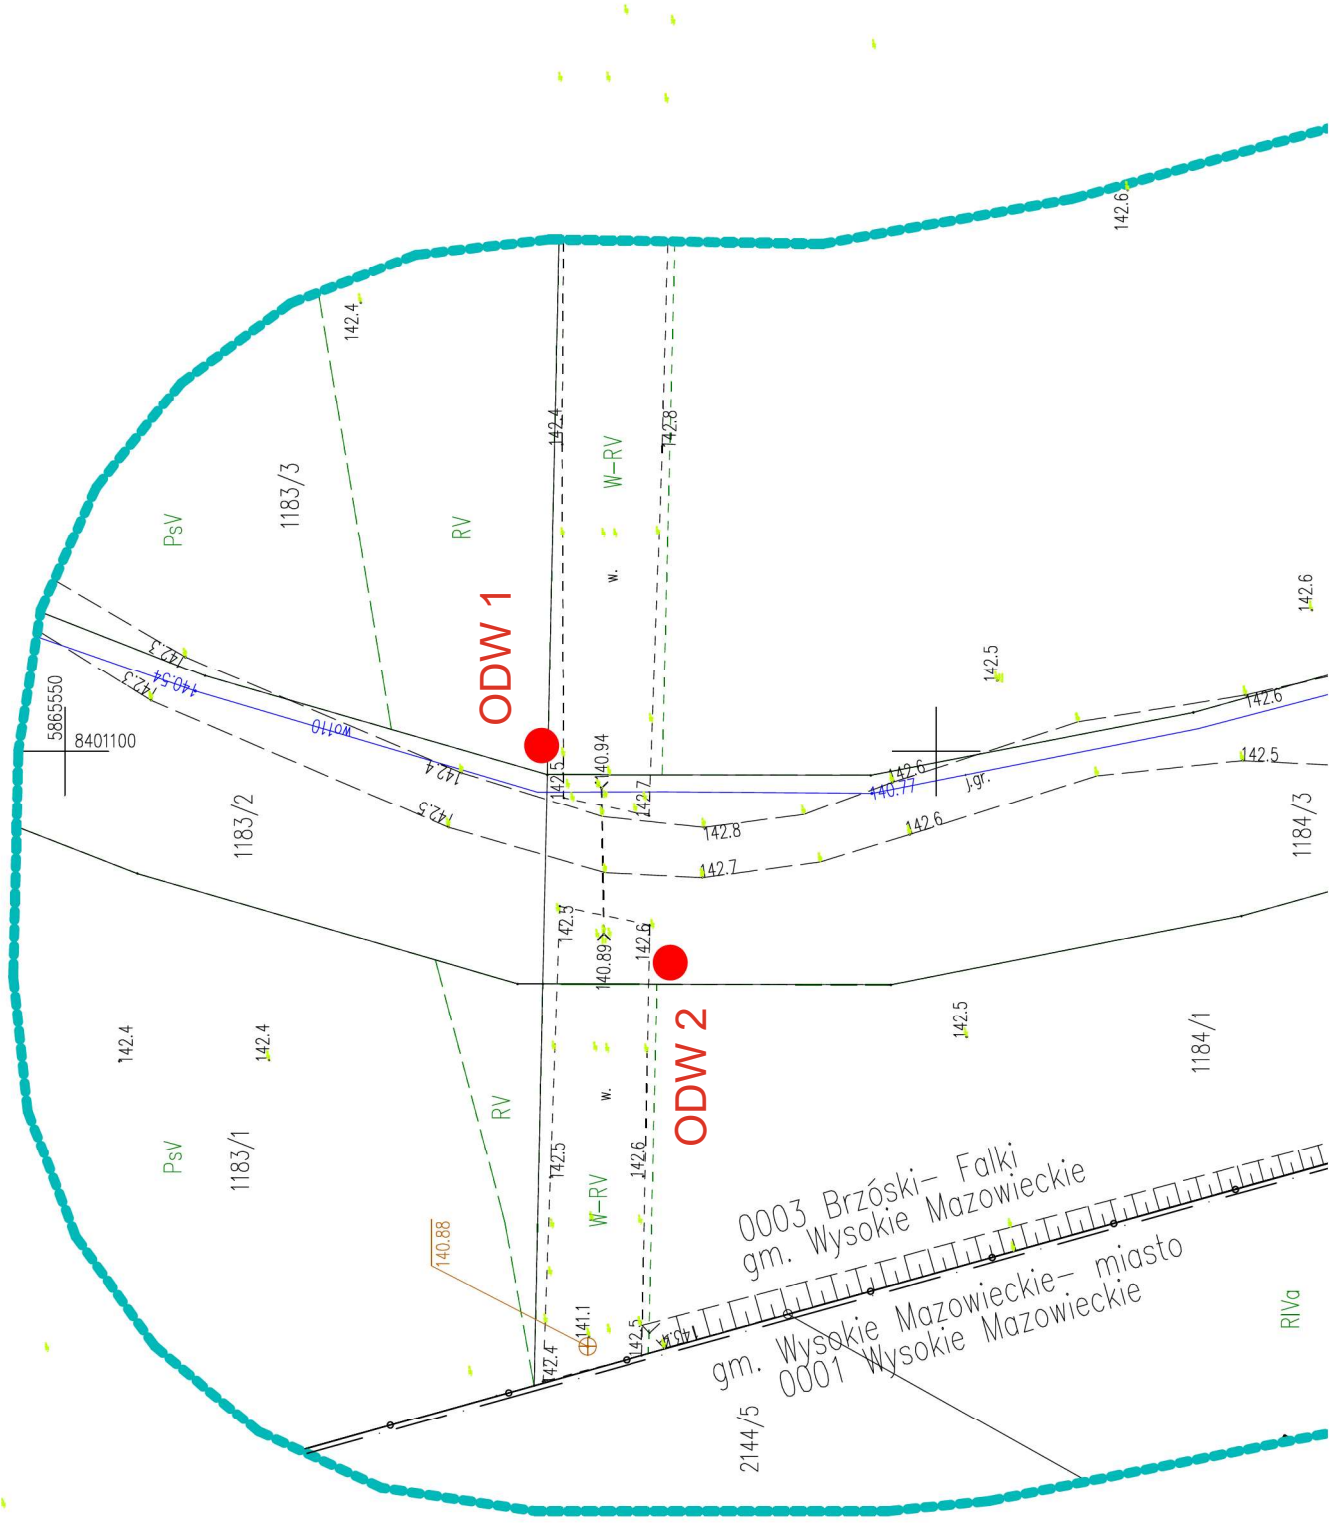 142.6
142.4
142.4
142.8
W-RV
1183/3
PsV
RV
w.
142.6
ODW 1
142.3
142.3
140.54
5865550
8401100
wo110
142.5
142.6
140.94
142.4
142.5
142.5
142.7
142.6
140.77
j.gr.
142.5
1183/2
142.8
142.6
1184/3
142.7
142.5
142.6
140.89
142.4
142.4
142.5
1184/1
ODW 2
RV
w.
PsV
1183/1
142.5
142.6
W-RV
0003 Brzóski- Falki
gm. Wysokie Mazowieckie
140.88
141.1
142.5
143.4
142.4
gm. Wysokie Mazowieckie- miasto
0001 Wysokie Mazowieckie
RIVa
2144/5